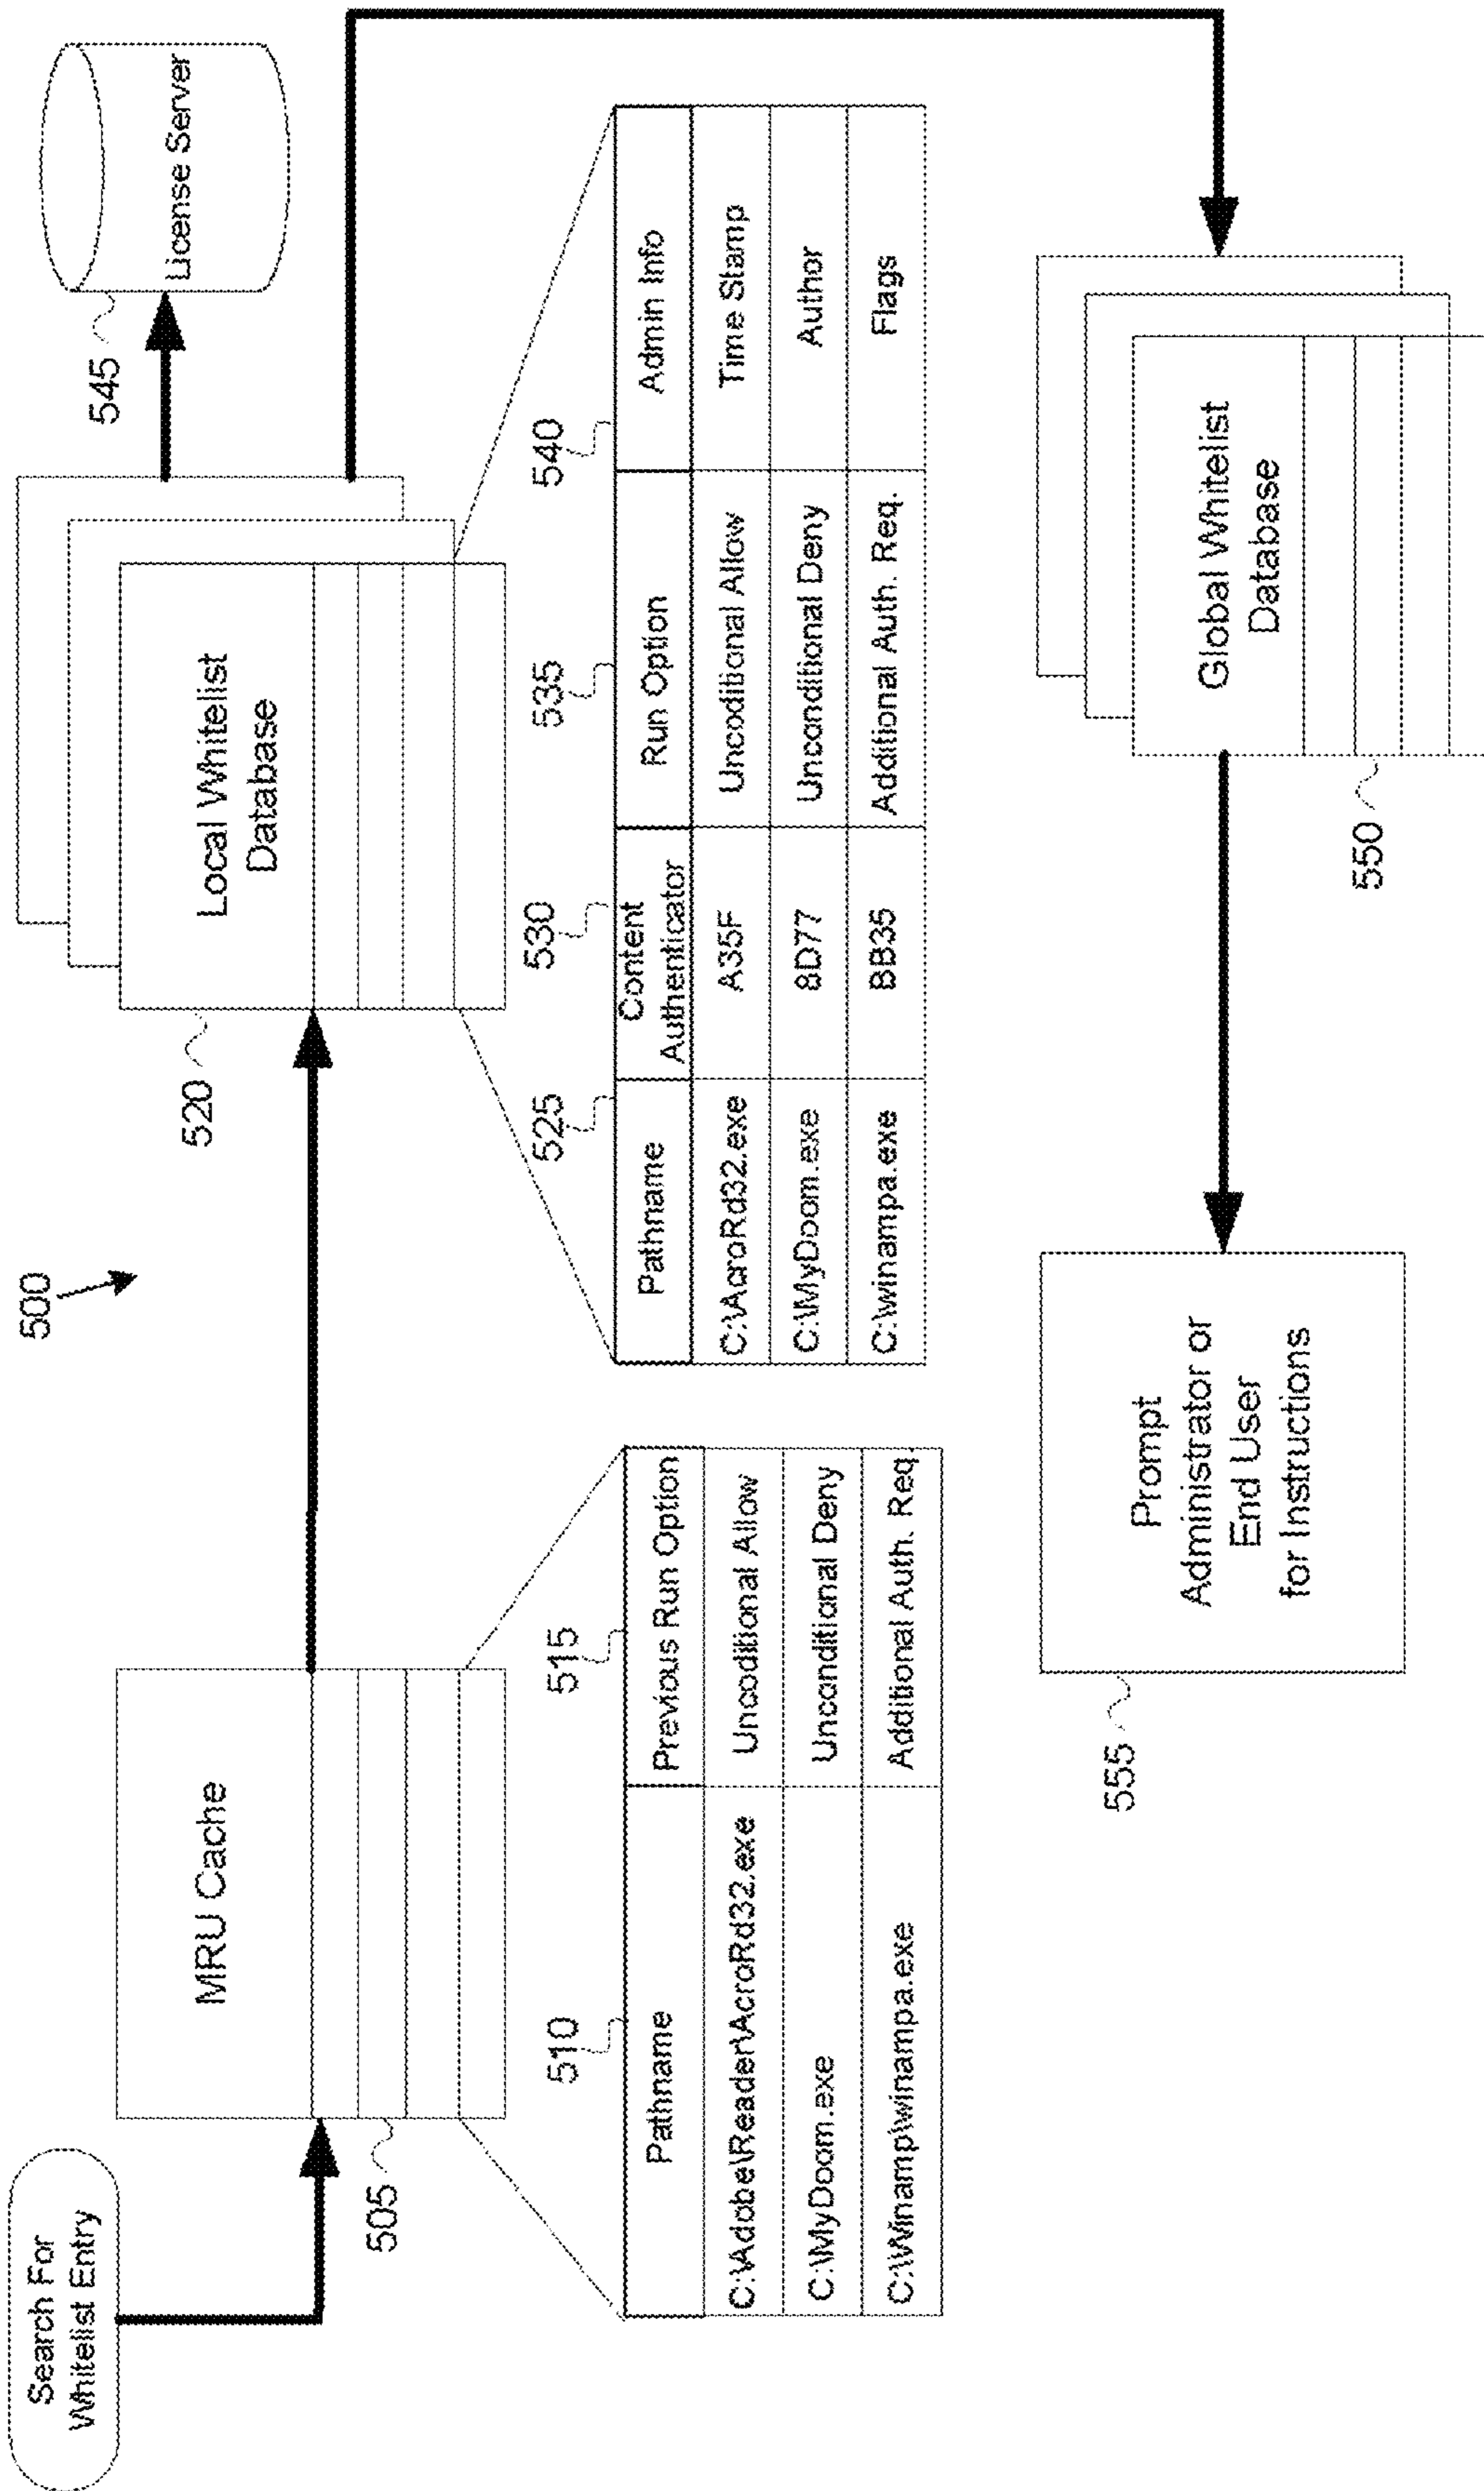 500
Search For
Whitelist Entry
MRU Cache
505
Local Whitelist
Database
520
License Server
545
510
515
Pathname
Previous Run Option
C:\Adobe\Reader\AcroRd32.exe
Uncoditional Allow
C:\MyDoom.exe
Unconditional Deny
C:\Winamp\winampa.exe
Additional Auth. Req.
525
530
535
540
Pathname
Content
Authenticator
Run Option
Admin Info
C:\AcroRd32.exe
A35F
Uncoditional Allow
Time Stamp
C:\MyDoom.exe
8D77
Unconditional Deny
Author
C:\winampa.exe
BB35
Additional Auth. Req.
Flags
Prompt
Administrator or
End User
for Instructions
555
Global Whitelist
Database
550